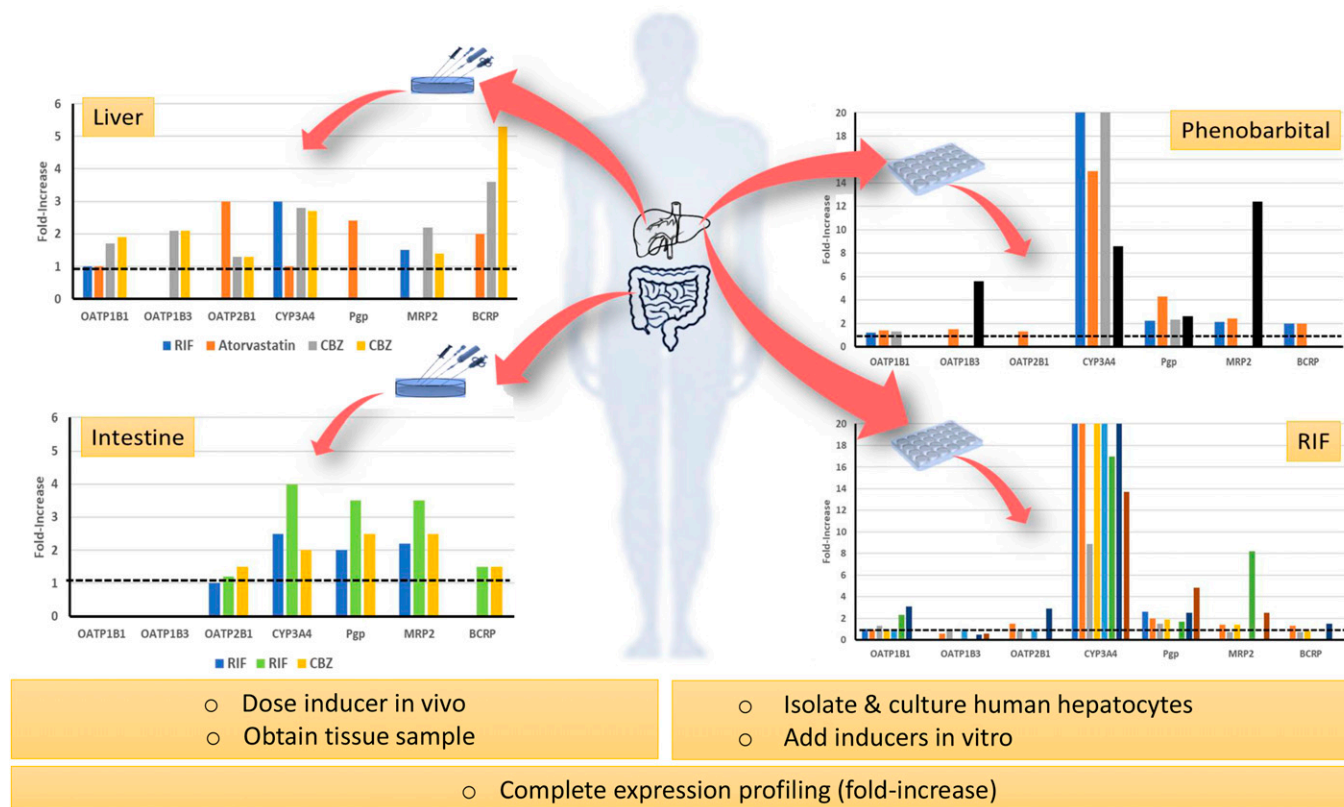 Liver
Fold-Increase
6
5
4
3
2
1
0
OATP1B1 OATP1B3 OATP2B1 CYP3A4 Pgp MRP2 BCRP
RIF Atorvastatin CBZ CBZ
Phenobarbital
Fold-Increase
20
18
16
14
12
10
8
6
4
2
0
OATP1B1 OATP1B3 OATP2B1 CYP3A4 Pgp MRP2 BCRP
Intestine
Fold-Increase
6
5
4
3
2
1
0
OATP1B1 OATP1B3 OATP2B1 CYP3A4 Pgp MRP2 BCRP
RIF RIF CBZ
RIF
Fold-Increase
20
18
16
14
12
10
8
6
4
2
0
OATP1B1 OATP1B3 OATP2B1 CYP3A4 Pgp MRP2 BCRP
o Dose inducer in vivo
o Obtain tissue sample
o Isolate & culture human hepatocytes
o Add inducers in vitro
o Complete expression profiling (fold-increase)